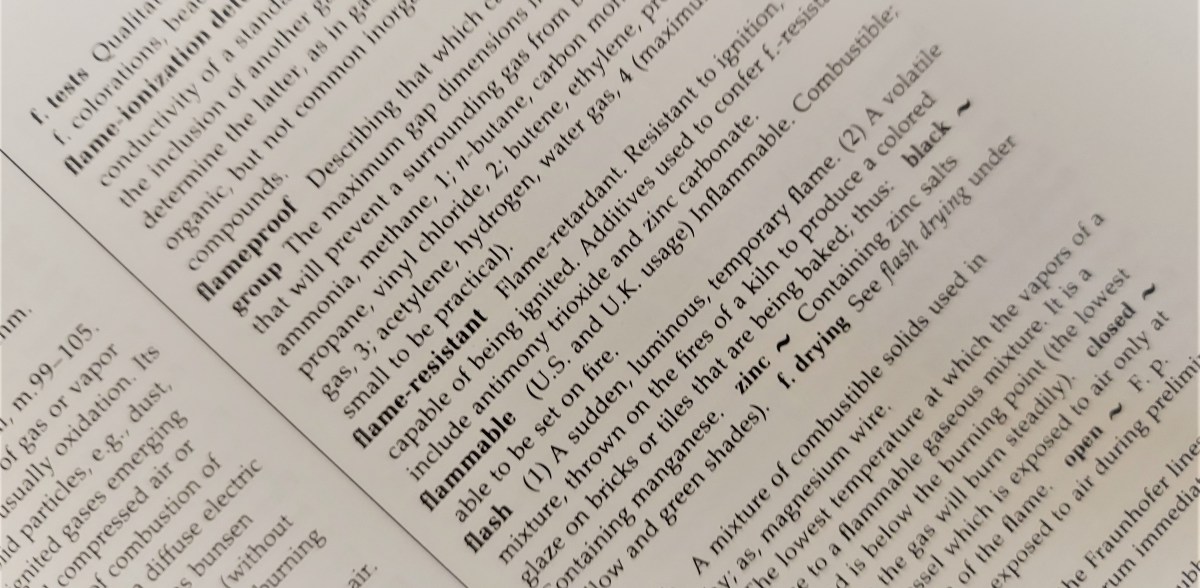 m.
, m. 99–105.
of gas or vapor
usually oxidation. Its
particles, e.g., dust,
ignited gases emerging
compressed air or
combustion of
a diffuse electric
bunsen
(without
burning
air.
f. tests
f. colorations,
flame-ionization
conductivity of a
the inclusion of another
determine the latter, as in
organic, but not common
compounds.
flameproof Describing that which
group The maximum gap dimensions
that will prevent a surrounding gas from
ammonia, methane, 1; n-butane, carbon
propane, vinyl chloride, 2; butene, ethylene,
gas, 3; acetylene, hydrogen, water gas, 4
small to be practical).
flame-resistant Flame-retardant. Resistant to ignition,
capable of being ignited. Additives used to confer
include antimony trioxide and zinc carbonate.
flammable (U.S. and U.K. usage) Inflammable. Combustible;
able to be set on fire.
flash (1) A sudden, luminous, temporary flame. (2) A volatile
mixture, thrown on the fires of a kiln to produce a colored
glaze on bricks or tiles that are being baked; thus: black ~
Containing manganese. zinc ~ Containing zinc salts
and green shades). f. drying See flash drying under
A mixture of combustible solids used in
as, magnesium wire.
The lowest temperature at which the vapors of a
to a flammable gaseous mixture. It is a
is below the burning point (the lowest
the gas will burn steadily). closed ~
which is exposed to air only at
of the flame. open ~ F. p.
exposed to air during
the Fraunhofer lines